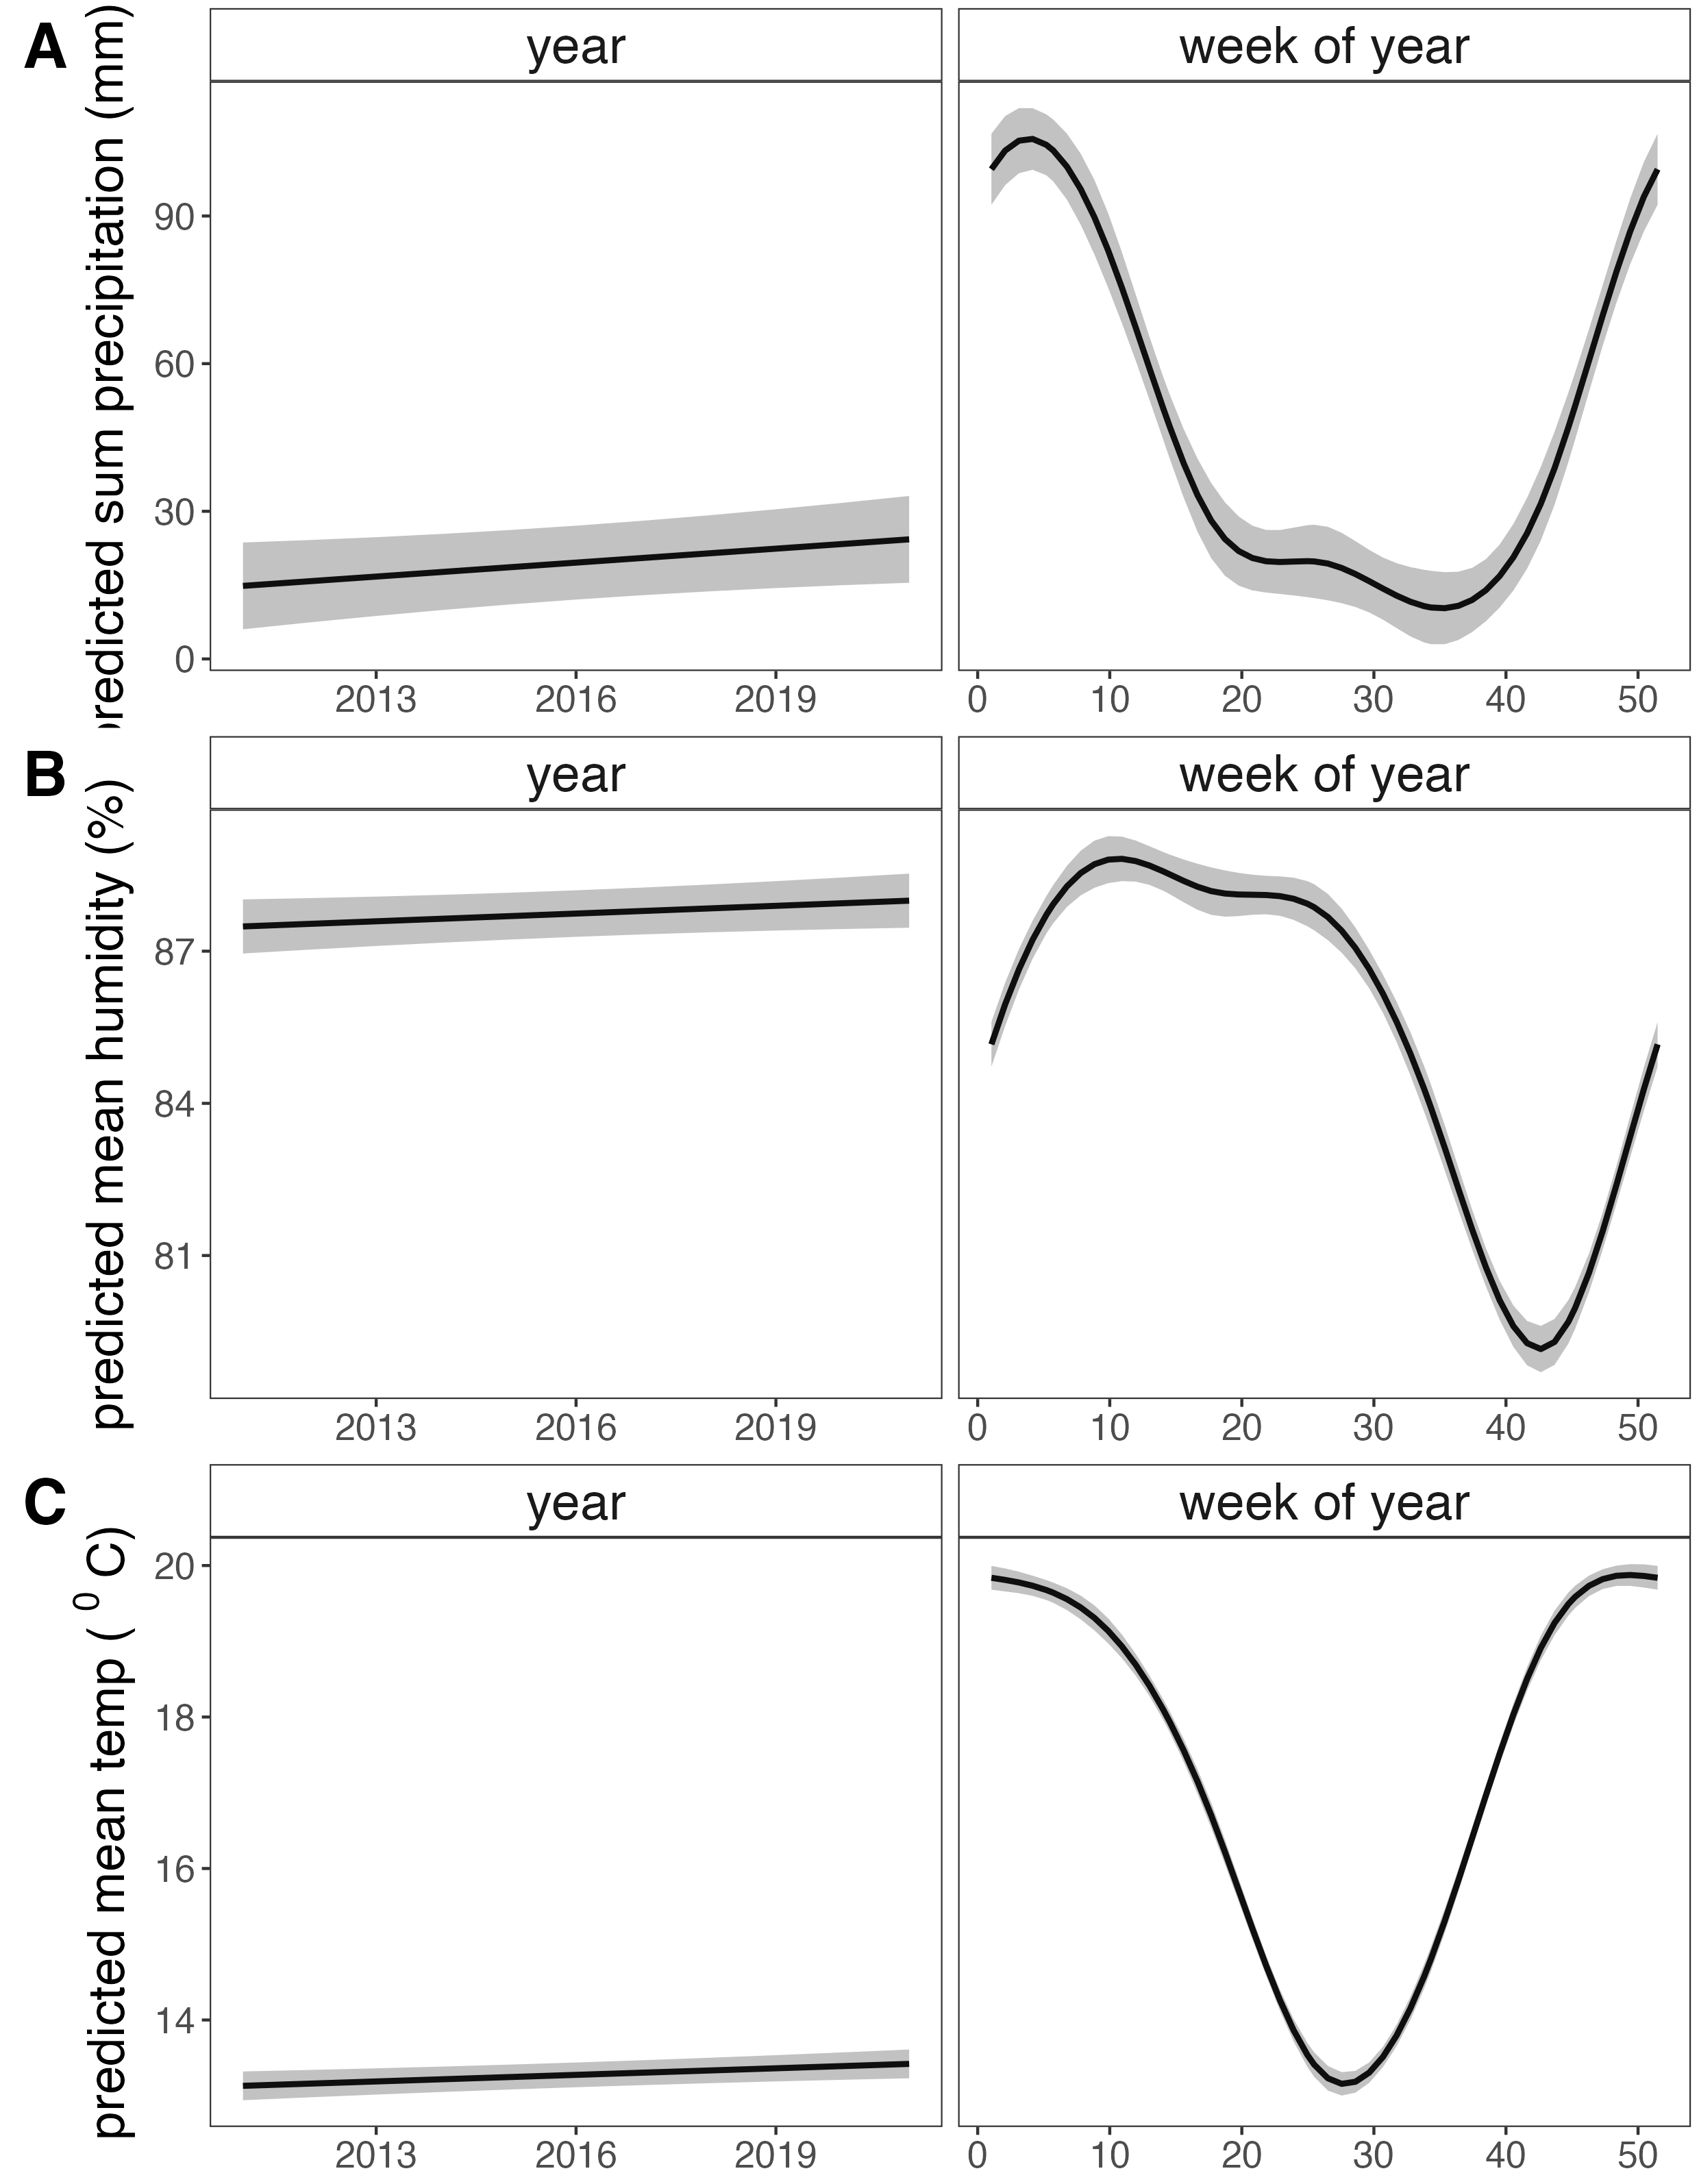 A
year
week of year
redicted sum precipitation (mm)
90
60
30
0
2013 2016 2019
0 10 20 30 40 50
B
year
week of year
predicted mean humidity (%)
87
84
81
2013 2016 2019
0 10 20 30 40 50
C
year
week of year
predicted mean temp ( 0 C)
20
18
16
14
2013 2016 2019
0 10 20 30 40 50